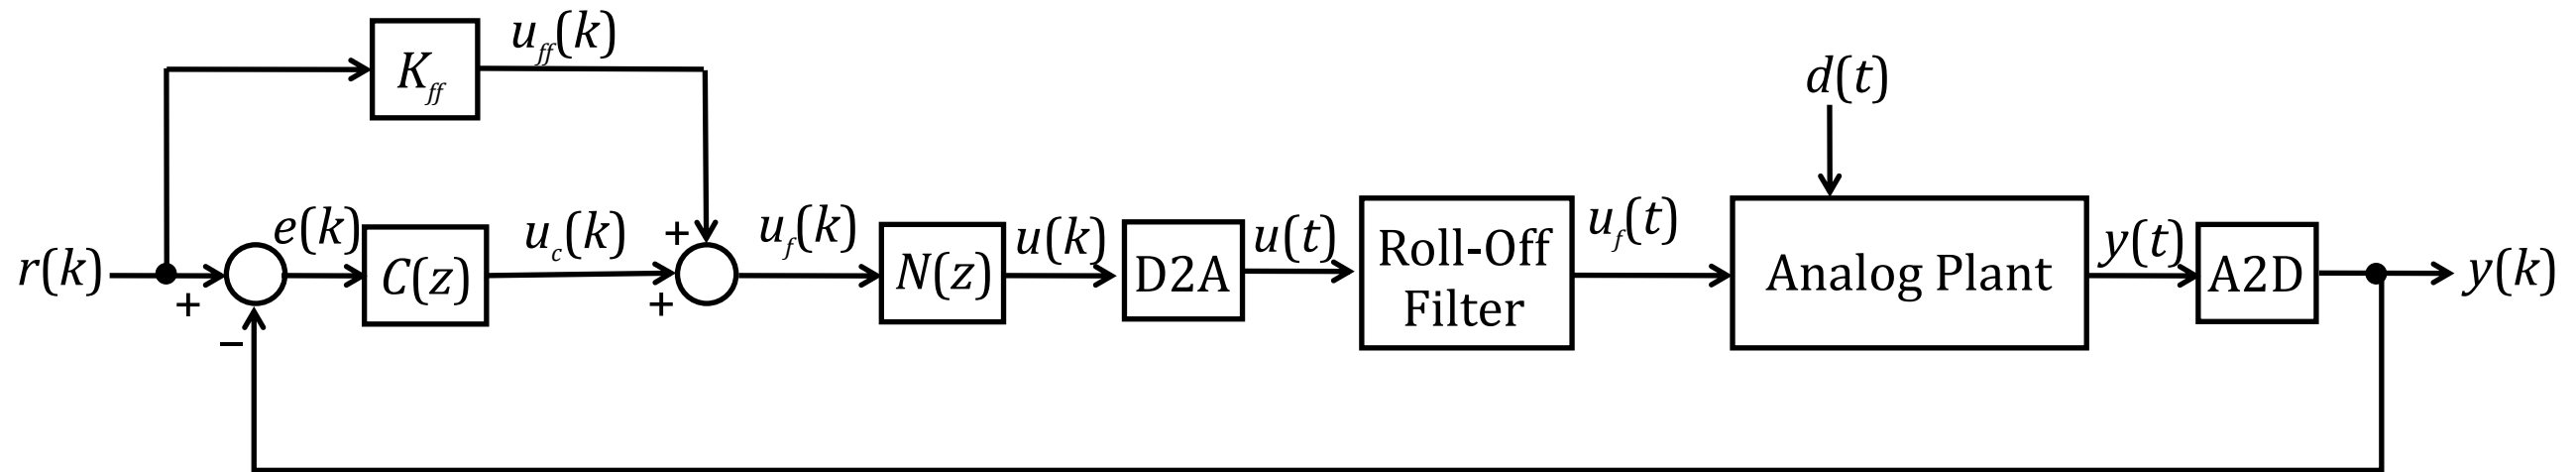 u_ff(k)
K_ff
d(t)
r(k)
+
−
e(k)
C(z)
u_c(k)
+
+
u_f(k)
N(z)
u(k)
D2A
u(t)
Roll-Off
Filter
u_f(t)
Analog Plant
y(t)
A2D
y(k)